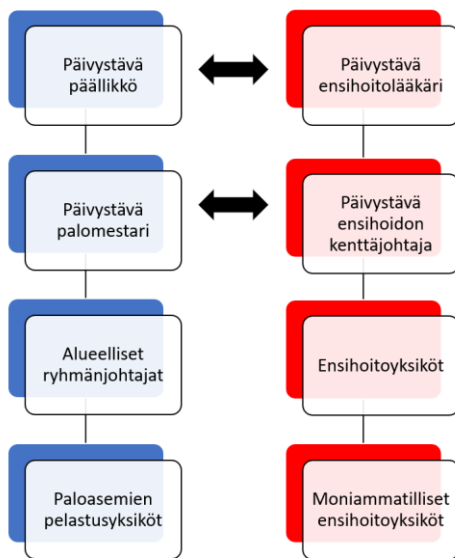 Päivystävä
päällikkö
Päivystävä
ensihoitolääkäri
Päivystävä
palomestari
Päivystävä
ensihoidon
kenttäjohtaja
Alueelliset
ryhmänjohtajat
Ensihoitoyksiköt
Paloasemien
pelastusyksiköt
Moniammatilliset
ensihoitoyksiköt